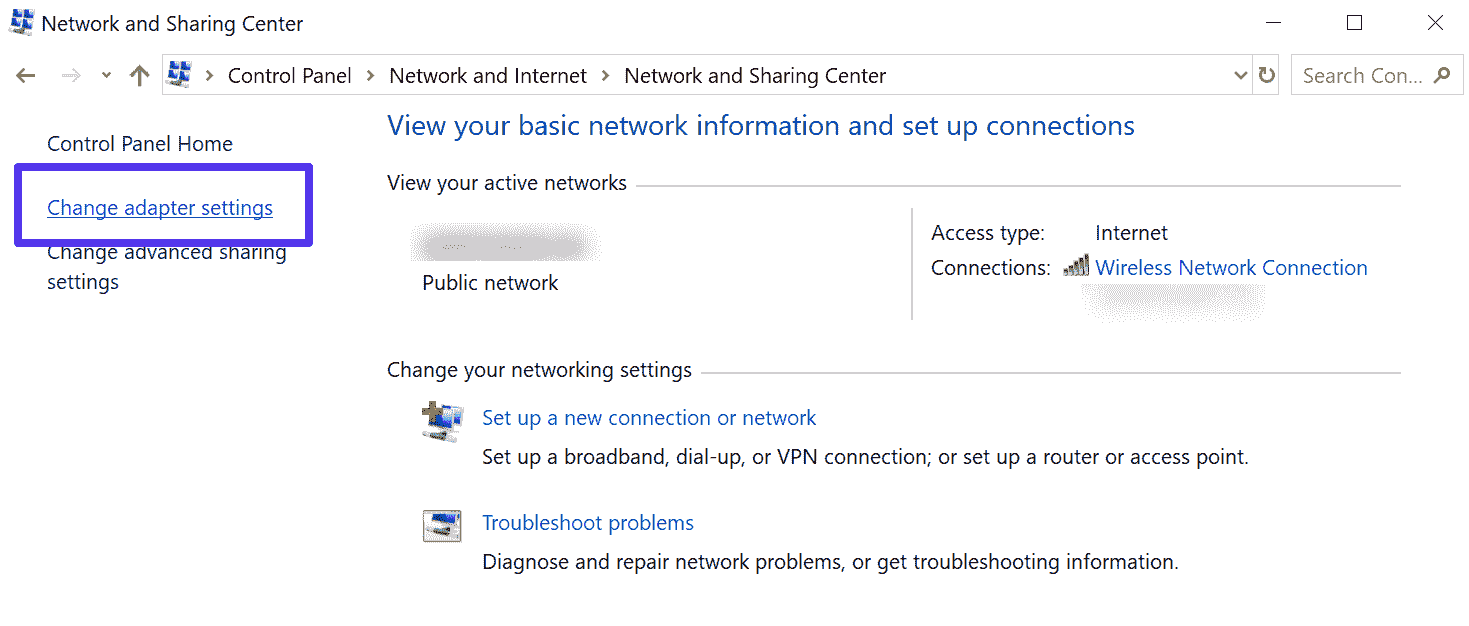 Network and Sharing Center
Control Panel > Network and Internet > Network and Sharing Center
Search Con...
Control Panel Home
Change adapter settings
Change advanced sharing
settings
View your basic network information and set up connections
View your active networks
Public network
Access type: Internet
Connections: Wireless Network Connection
Change your networking settings
Set up a new connection or network
Set up a broadband, dial-up, or VPN connection; or set up a router or access point.
Troubleshoot problems
Diagnose and repair network problems, or get troubleshooting information.